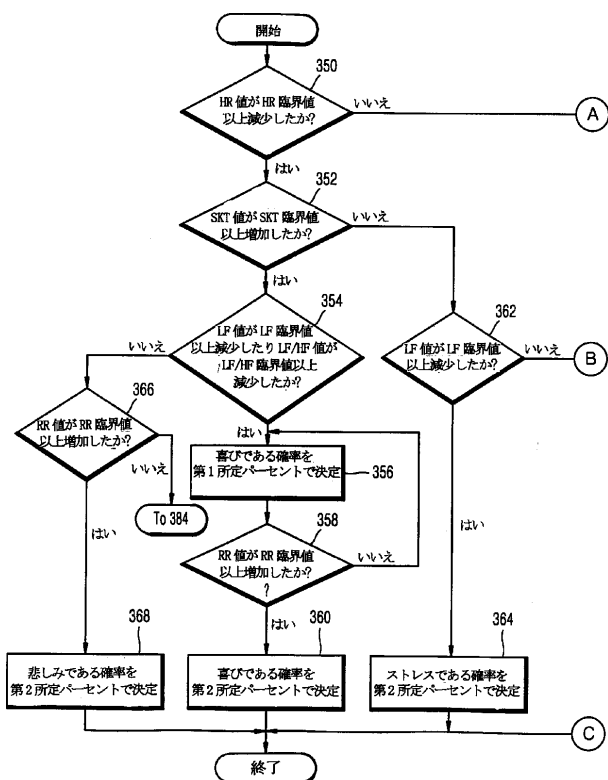 開始
350
HR 値が HR 臨界値
以上減少したか?
いいえ
A
はい
352
SKT 値が SKT 臨界値
以上増加したか?
いいえ
はい
354
LF 値が LF 臨界値
以上減少したり LF/HF 値が
LF/HF 臨界値以上
減少したか?
いいえ
362
LF 値が LF 臨界値
以上減少したか?
いいえ
B
366
RR 値が RR 臨界値
以上増加したか?
いいえ
はい
喜びである確率を
第1所定パーセントで決定
356
To 384
はい
358
RR 値が RR 臨界値
以上増加したか?
?
いいえ
はい
はい
368
悲しみである確率を
第2所定パーセントで決定
360
喜びである確率を
第2所定パーセントで決定
364
ストレスである確率を
第2所定パーセントで決定
C
終了